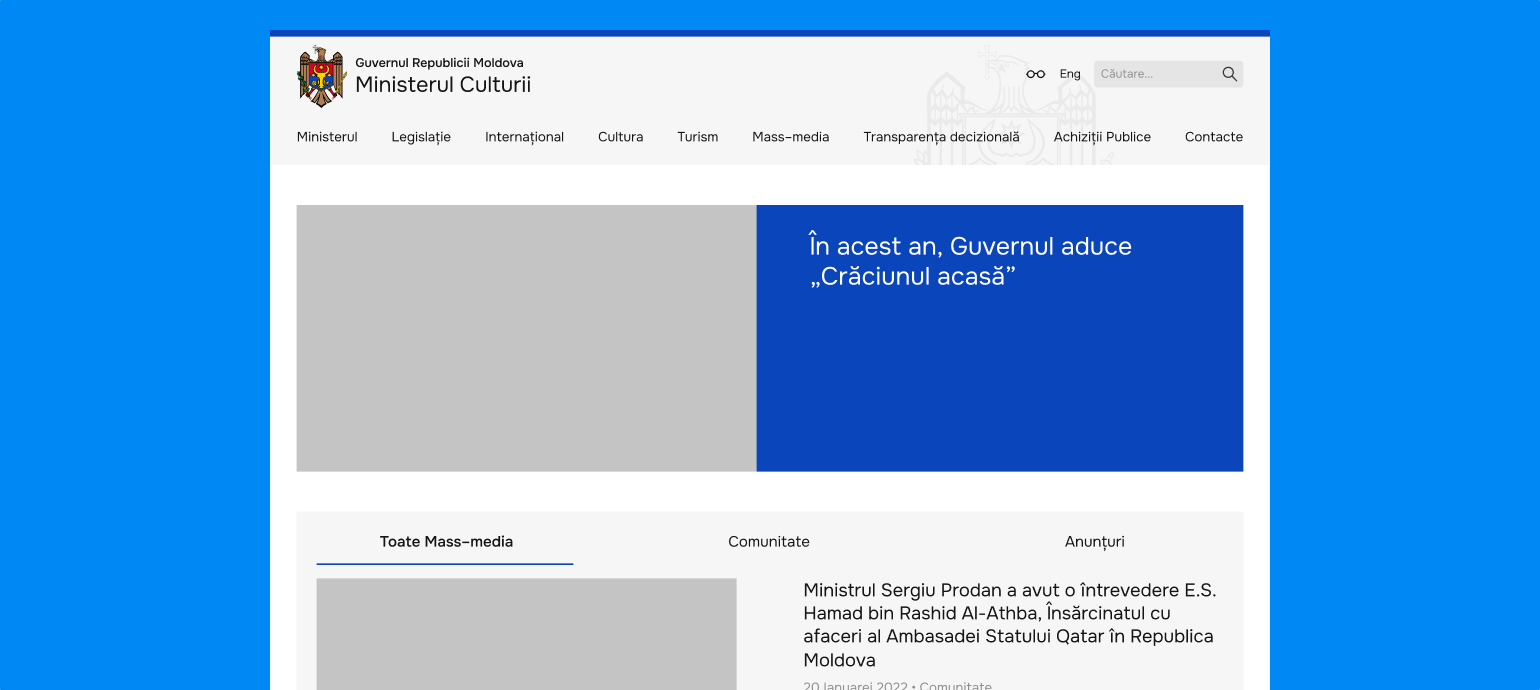 Guvernul Republicii Moldova
Ministerul Culturii
Eng
Căutare...
Ministerul
Legislație
Internațional
Cultura
Turism
Mass-media
Transparența decizională
Achiziții Publice
Contacte
În acest an, Guvernul aduce
„Crăciunul acasă”
Toate Mass-media
Comunitate
Anunțuri
Ministrul Sergiu Prodan a avut o întrevedere E.S.
Hamad bin Rashid Al-Athba, Însărcinatul cu
afaceri al Ambasadei Statului Qatar în Republica
Moldova
20 Ianuarei 2022 • Comunitate